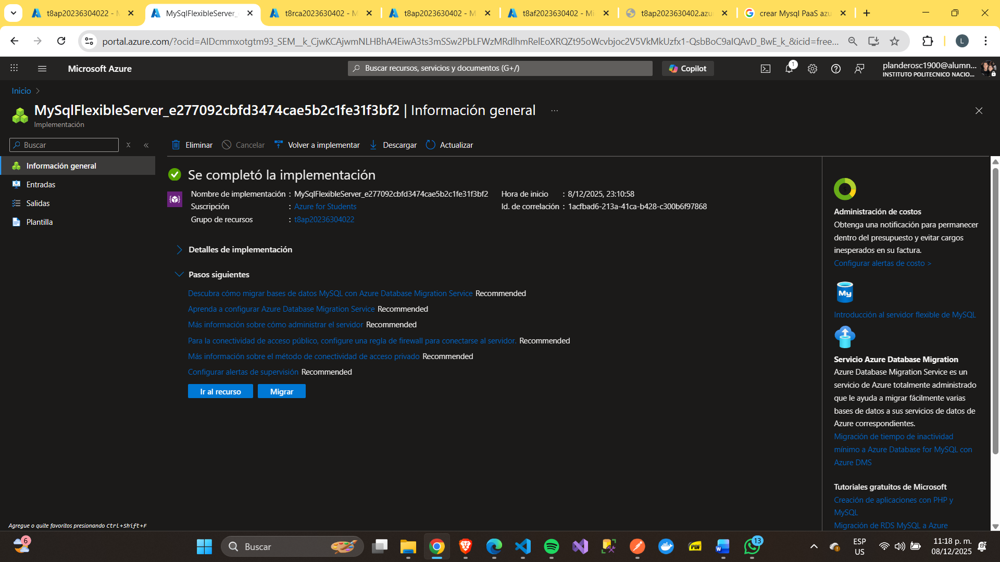 t8ap20236304022 - M
MySqlFlexibleServer_
t8rca2023630402 - M
t8ap2023630402 - M
t8af2023630402 - Mi
t8ap2023630402.azu
crear Mysql PaaS azu
portal.azure.com/?ocid=AIDcmmxotgtm93_SEM__k_CjwKCAjwmNLHBhA4EiwA3ts3mSSw2PbLFWzMRdlhmRelEoXRQZt95oWcvbjoc2V5VkMkUzfx1-QsbBoC9aIQAvD_BwE_k_&icid=free...
L
Microsoft Azure
Buscar recursos, servicios y documentos (G+/)
Copilot
1
planderosc1900@alumn...
INSTITUTO POLITECNICO NACIO...
Inicio
MySqlFlexibleServer_e277092cbfd3474cae5b2c1fe31f3bf2 | Información general ...
Implementación
Buscar
Eliminar
Cancelar
Volver a implementar
Descargar
Actualizar
Información general
Entradas
Salidas
Plantilla
Se completó la implementación
Nombre de implementación : MySqlFlexibleServer_e277092cbfd3474cae5b2c1fe31f3bf2
Suscripción : Azure for Students
Grupo de recursos : t8ap20236304022
Hora de inicio : 8/12/2025, 23:10:58
Id. de correlación : 1acfbad6-213a-41ca-b428-c300b6f97868
Detalles de implementación
Pasos siguientes
Descubra cómo migrar bases de datos MySQL con Azure Database Migration Service Recommended
Aprenda a configurar Azure Database Migration Service Recommended
Más información sobre cómo administrar el servidor Recommended
Para la conectividad de acceso público, configure una regla de firewall para conectarse al servidor. Recommended
Más información sobre el método de conectividad de acceso privado Recommended
Configurar alertas de supervisión Recommended
Ir al recurso
Migrar
Administración de costos
Obtenga una notificación para permanecer
dentro del presupuesto y evitar cargos
inesperados en su factura.
Configurar alertas de costo >
My
Introducción al servidor flexible de MySQL
Servicio Azure Database Migration
Azure Database Migration Service es un
servicio de Azure totalmente administrado
que le ayuda a migrar fácilmente varias
bases de datos a sus servicios de datos de
Azure correspondientes.
Migración de tiempo de inactividad
mínimo a Azure Database for MySQL con
Azure DMS
Tutoriales gratuitos de Microsoft
Creación de aplicaciones con PHP y
MySQL
Migración de RDS MySQL a Azure
Agregue o quite favoritos presionando Ctrl+Shift+F
6
Buscar
PDF
W
13
ESP
US
11:18 p. m.
08/12/2025